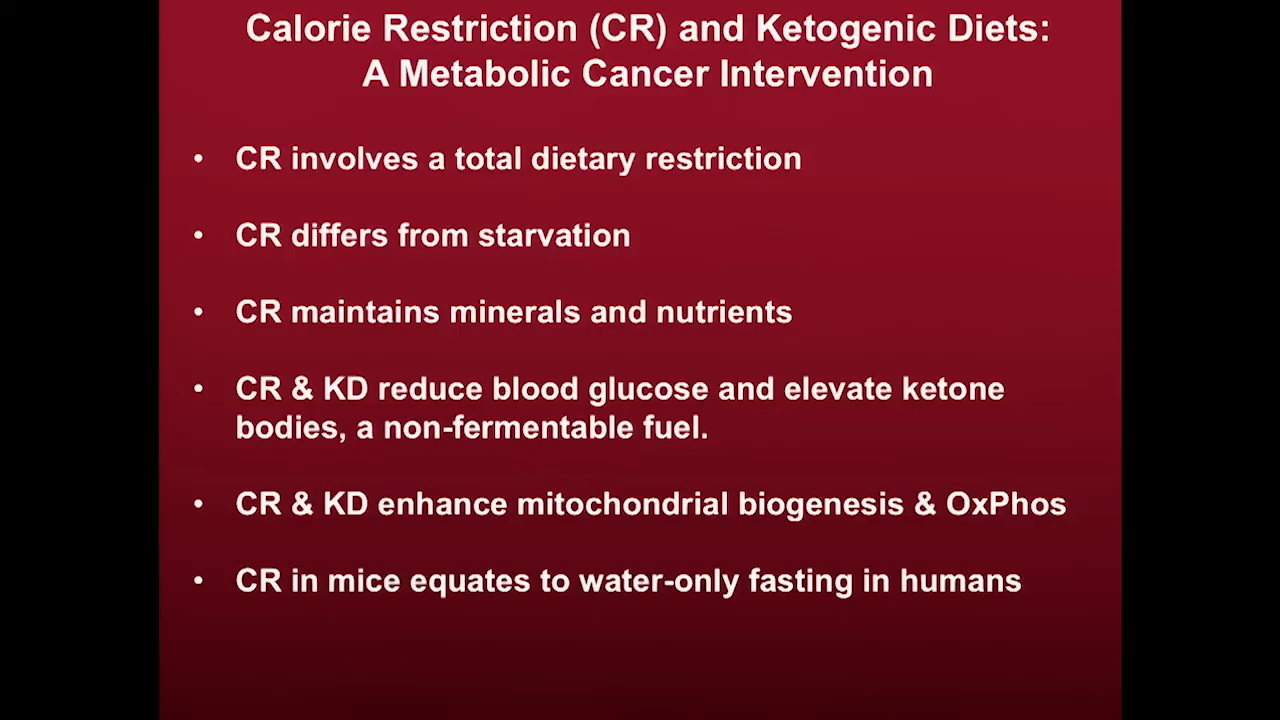 Calorie Restriction (CR) and Ketogenic Diets:
A Metabolic Cancer Intervention
• CR involves a total dietary restriction
• CR differs from starvation
• CR maintains minerals and nutrients
• CR & KD reduce blood glucose and elevate ketone
bodies, a non-fermentable fuel.
• CR & KD enhance mitochondrial biogenesis & OxPhos
• CR in mice equates to water-only fasting in humans